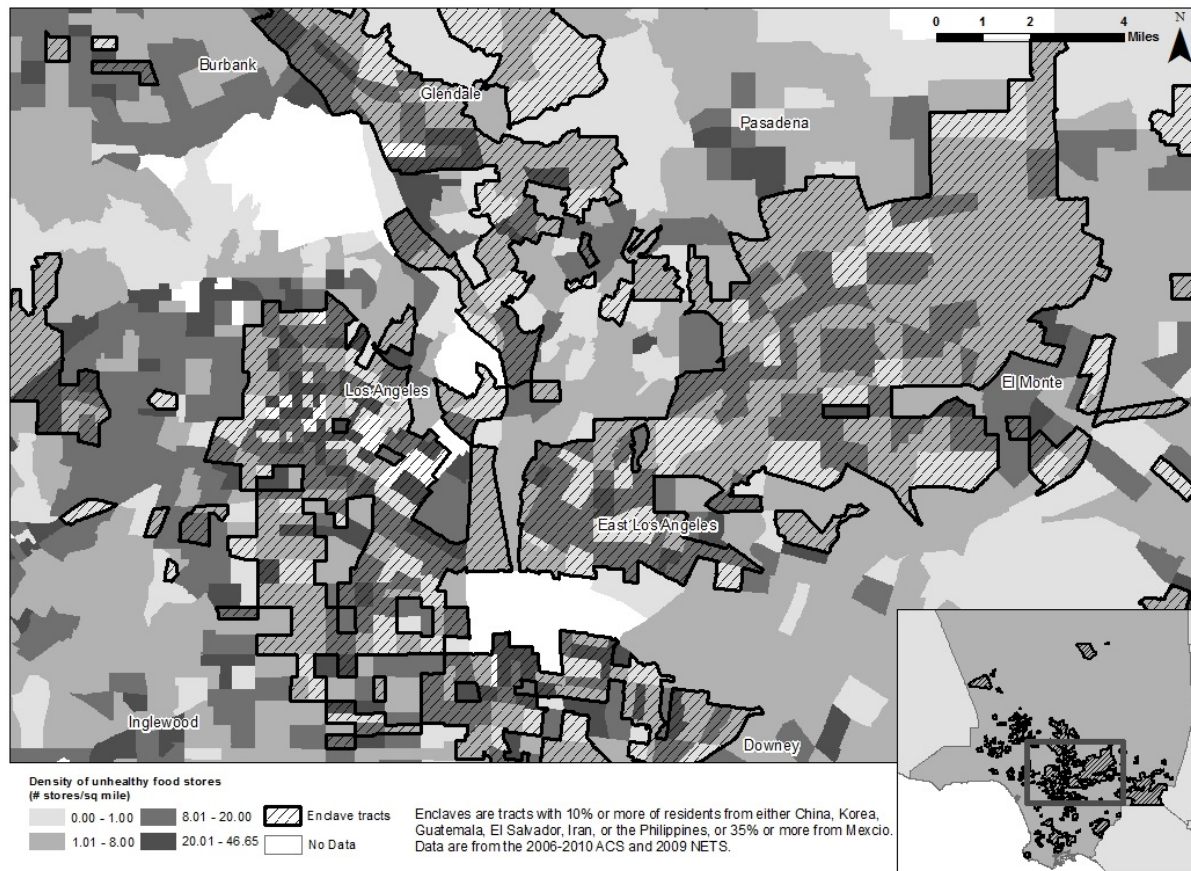 0 1 2 4
Miles
N
Burbank
Glendale
Pasadena
Los Angeles
El Monte
East Los Angeles
Inglewood
Downey
Density of unhealthy food stores
(# stores/sq mile)
0.00 - 1.00
8.01 - 20.00
Enclave tracts
1.01 - 8.00
20.01 - 46.65
No Data
Enclaves are tracts with 10% or more of residents from either China, Korea,
Guatemala, El Salvador, Iran, or the Philippines, or 35% or more from Mexcio.
Data are from the 2006-2010 ACS and 2009 NETS.